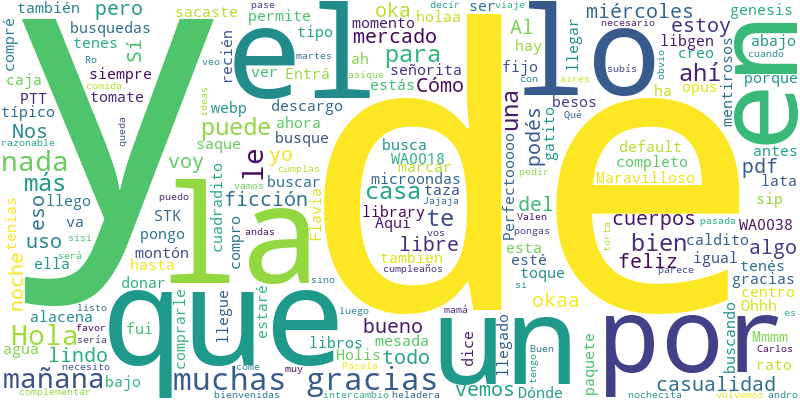 también
pero
sacaste
permite
oka
holaa
decir
ser
viaje
miércoles
genesis
compré
busquedas
tenes
Sí
recién
pase
tipo
momento
mercado
Al
hay
llegar
necesario
estoy
libgen
abajo
cuando
y
el
lo
en
Ro
siempre
caja
tomate
PTT
típico
Nos
razonable
comida
ideas
queda
veo
martes
ver
Entrá
ah
asique
para
señorita
estás
Cómo
fijo
con
aires
subís
obvio
creo
ahí
ha
opus
porque
mentirosos
webp
descargo
ahora
busque
puede
saque
de
una
besos
Qué
podés
gatito
Perfectooooo
antes
nada
más
voy
le
yo
cumplas
buscar
busca
WA0018
marcar
microondas
casa
taza
pedir
default
completo
Maravilloso
pdf
lata
sip
llego
eso
va
uso
STK
pongo
cuadradito
la
ficción
compro
andas
vamos
puedo
Flavia
library
Jajaja
Aquí
te
vos
libre
tambien
cumpleaños
Valen
pongas
del
esta
esté
toque
si
torta
cuerpos
pasada
WA0038
bien
caldito
algo
feliz
igual
tenés
parece
gracias
noche
tenías
sisi
será
ella
montón
hasta
donar
alacena
listo
fui
que
comprarle
llegue
estaré
sino
luego
mamá
okaa
un
por
centro
Ohhh
es
Hola
favor
sería
agua
lindo
necesito
mañana
bajo
complementar
como
muy
muchas
gracias
bienvenidas
libros
Holis
Pasala
intercambio
bueno
mesada
todo
heladera
dice
vemos
llegado
tengo
Buen
Dónde
paquete
buscando
Mmmm
Carlos
rato
casualidad
nochecita
volvemos
andro